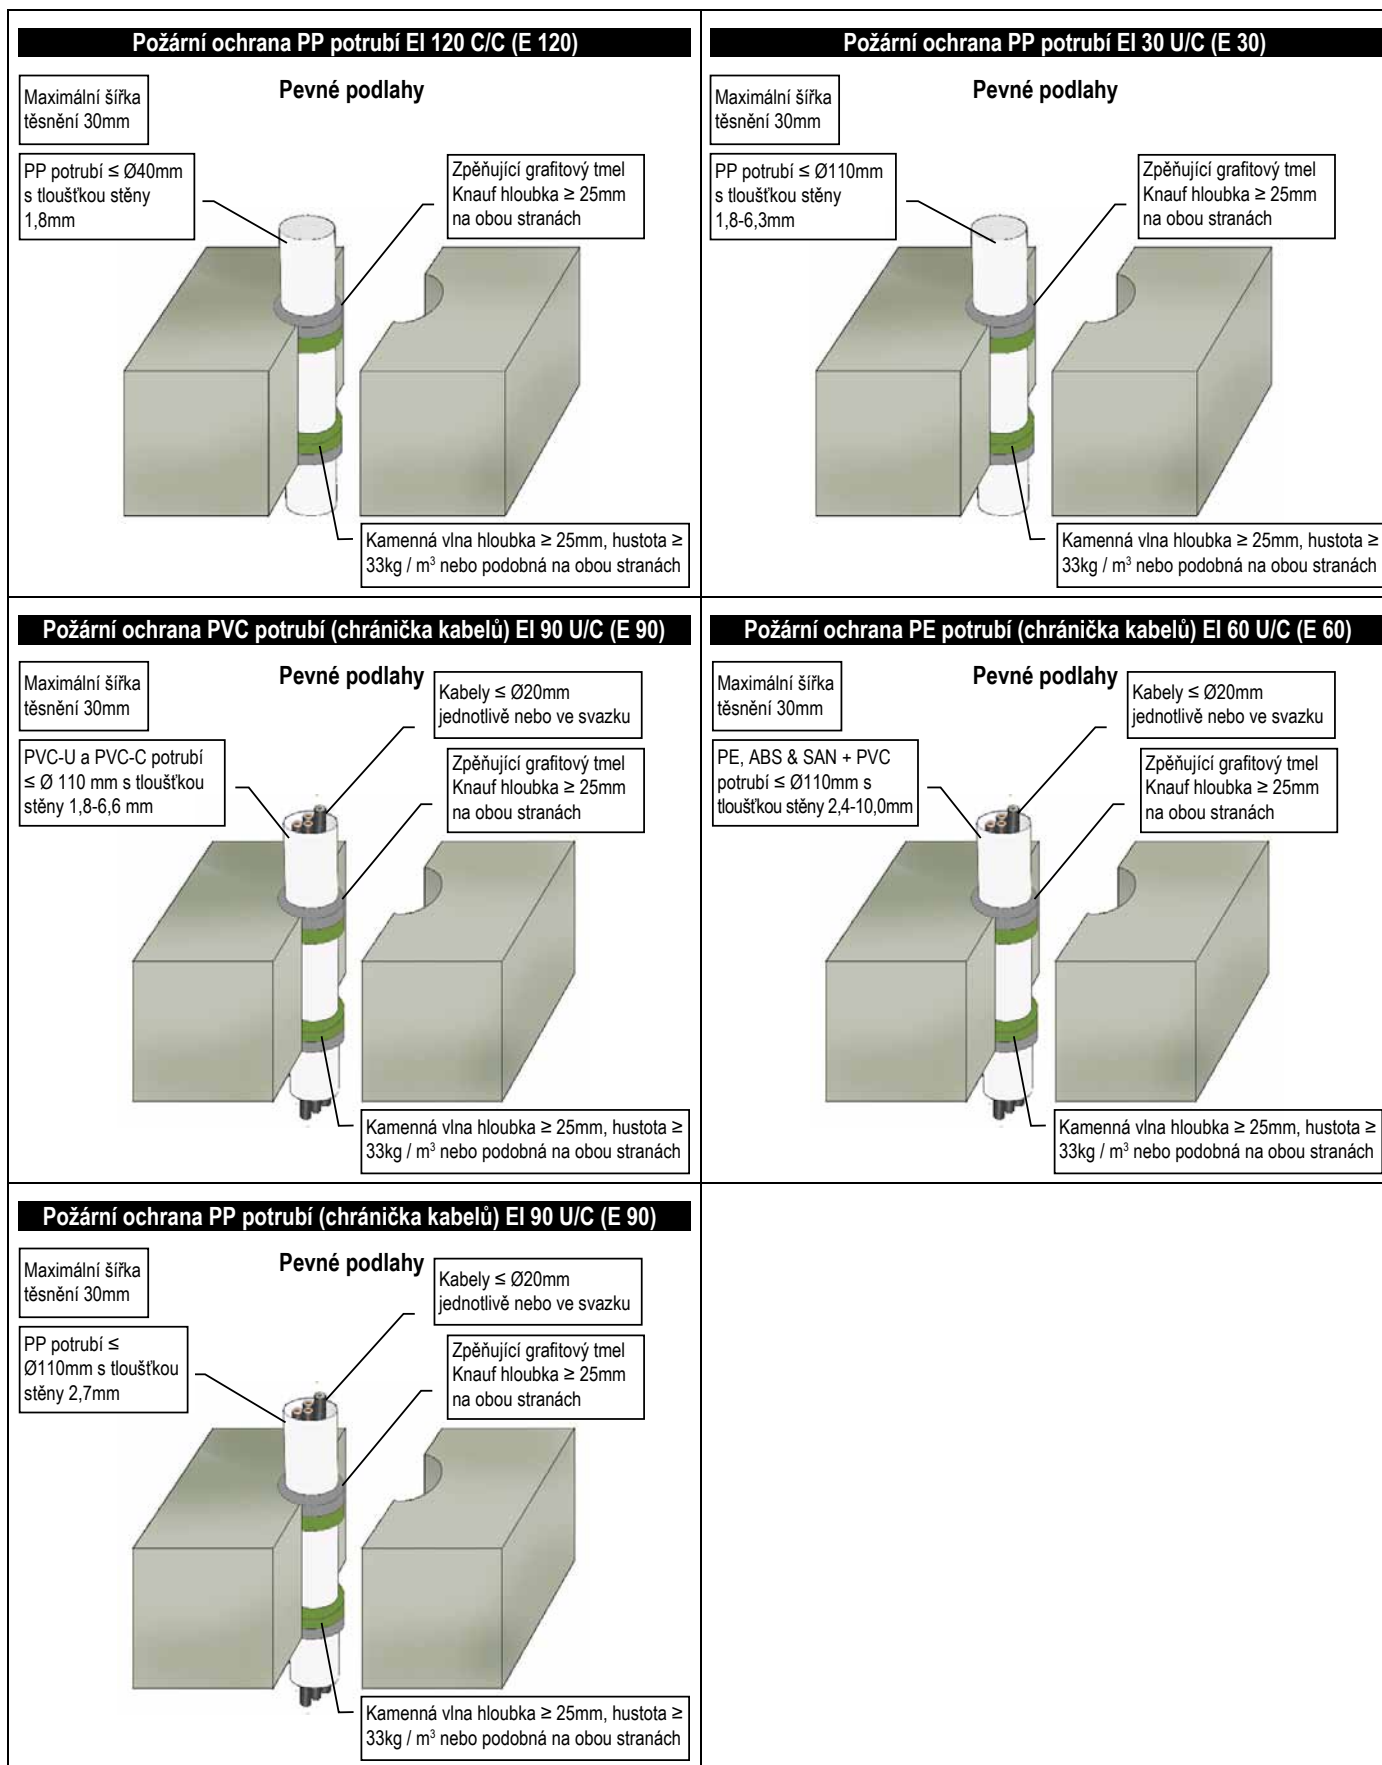 Požární ochrana PP potrubí EI 120 C/C (E 120)
Pevné podlahy
Maximální šířka
těsnění 30mm
PP potrubí ≤ Ø40mm
s tloušťkou stěny
1,8mm
Zpěňující grafitový tmel
Knauf hloubka ≥ 25mm
na obou stranách
Kamenná vlna hloubka ≥ 25mm, hustota ≥
33kg / m³ nebo podobná na obou stranách
Požární ochrana PP potrubí EI 30 U/C (E 30)
Pevné podlahy
Maximální šířka
těsnění 30mm
PP potrubí ≤ Ø110mm
s tloušťkou stěny
1,8-6,3mm
Zpěňující grafitový tmel
Knauf hloubka ≥ 25mm
na obou stranách
Kamenná vlna hloubka ≥ 25mm, hustota ≥
33kg / m³ nebo podobná na obou stranách
Požární ochrana PVC potrubí (chránička kabelů) EI 90 U/C (E 90)
Pevné podlahy
Maximální šířka
těsnění 30mm
Kabely ≤ Ø20mm
jednotlivě nebo ve svazku
PVC-U a PVC-C potrubí
≤ Ø 110 mm s tloušťkou
stěny 1,8-6,6 mm
Zpěňující grafitový tmel
Knauf hloubka ≥ 25mm
na obou stranách
Kamenná vlna hloubka ≥ 25mm, hustota ≥
33kg / m³ nebo podobná na obou stranách
Požární ochrana PE potrubí (chránička kabelů) EI 60 U/C (E 60)
Pevné podlahy
Maximální šířka
těsnění 30mm
Kabely ≤ Ø20mm
jednotlivě nebo ve svazku
PE, ABS & SAN + PVC
potrubí ≤ Ø110mm s
tloušťkou stěny 2,4-10,0mm
Zpěňující grafitový tmel
Knauf hloubka ≥ 25mm
na obou stranách
Kamenná vlna hloubka ≥ 25mm, hustota ≥
33kg / m³ nebo podobná na obou stranách
Požární ochrana PP potrubí (chránička kabelů) EI 90 U/C (E 90)
Pevné podlahy
Maximální šířka
těsnění 30mm
Kabely ≤ Ø20mm
jednotlivě nebo ve svazku
PP potrubí ≤
Ø110mm s tloušťkou
stěny 2,7mm
Zpěňující grafitový tmel
Knauf hloubka ≥ 25mm
na obou stranách
Kamenná vlna hloubka ≥ 25mm, hustota ≥
33kg / m³ nebo podobná na obou stranách